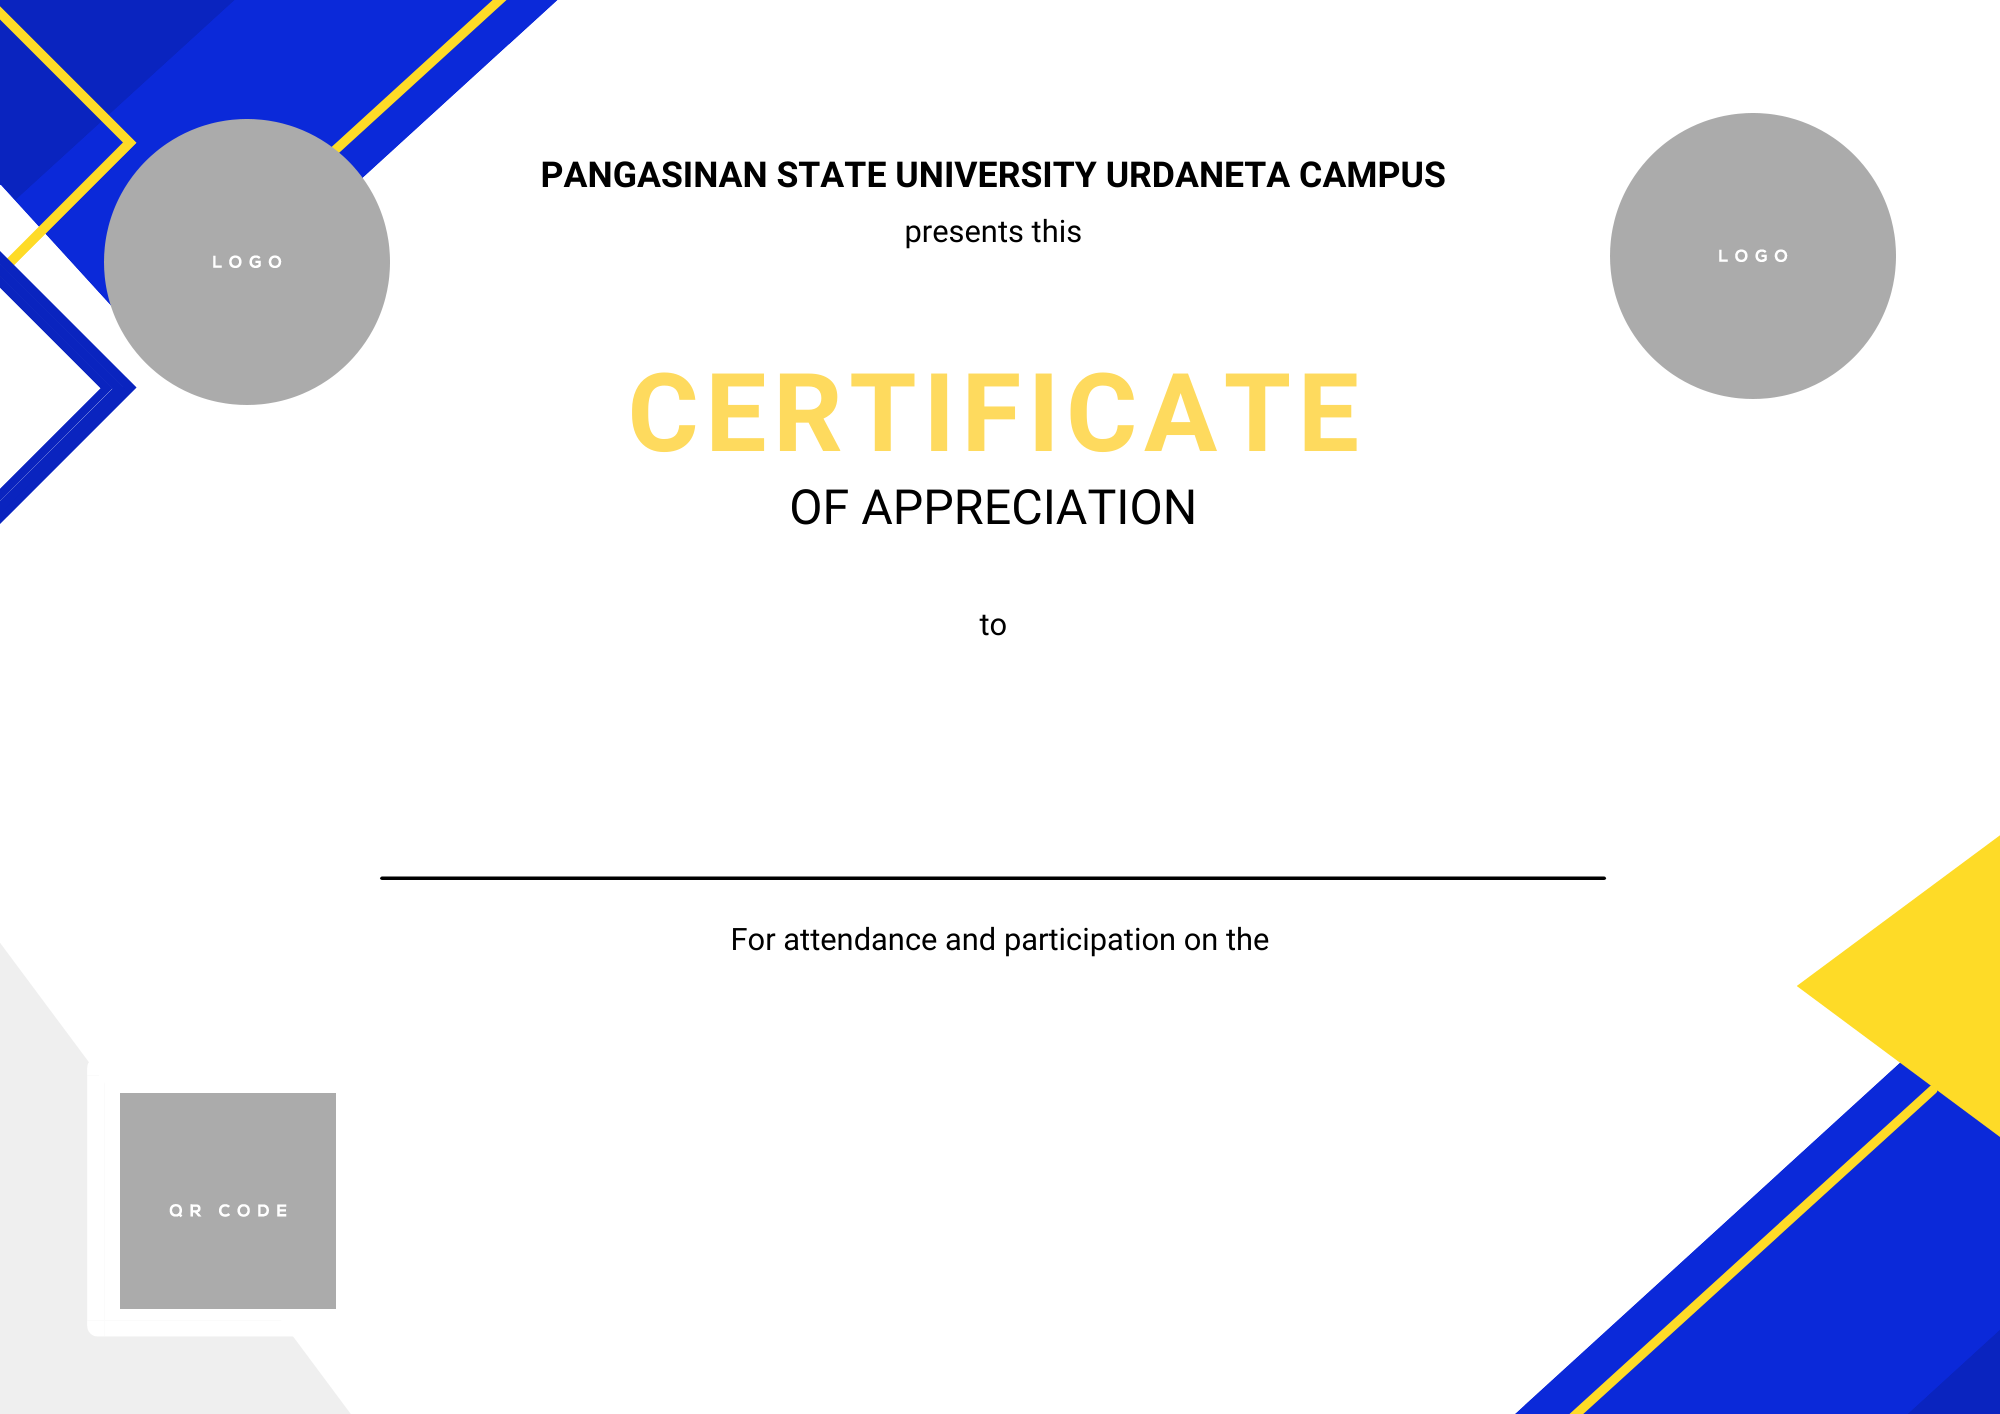 PANGASINAN STATE UNIVERSITY URDANETA CAMPUS
presents this
LOGO
LOGO
CERTIFICATE
OF APPRECIATION
to
For attendance and participation on the
QR CODE